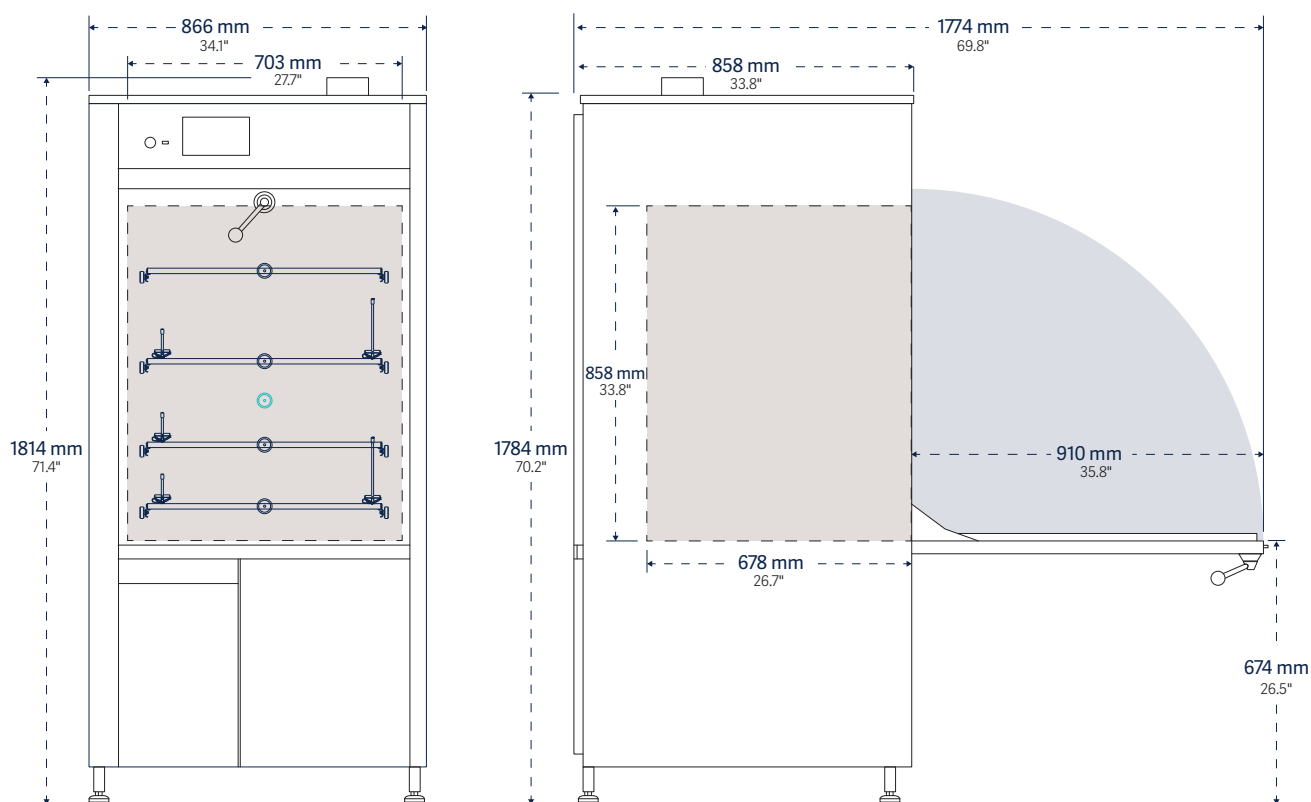 866 mm
34.1"
703 mm
27.7"
1814 mm
71.4"
1774 mm
69.8"
858 mm
33.8"
858 mm
33.8"
1784 mm
70.2"
910 mm
35.8"
678 mm
26.7"
674 mm
26.5"